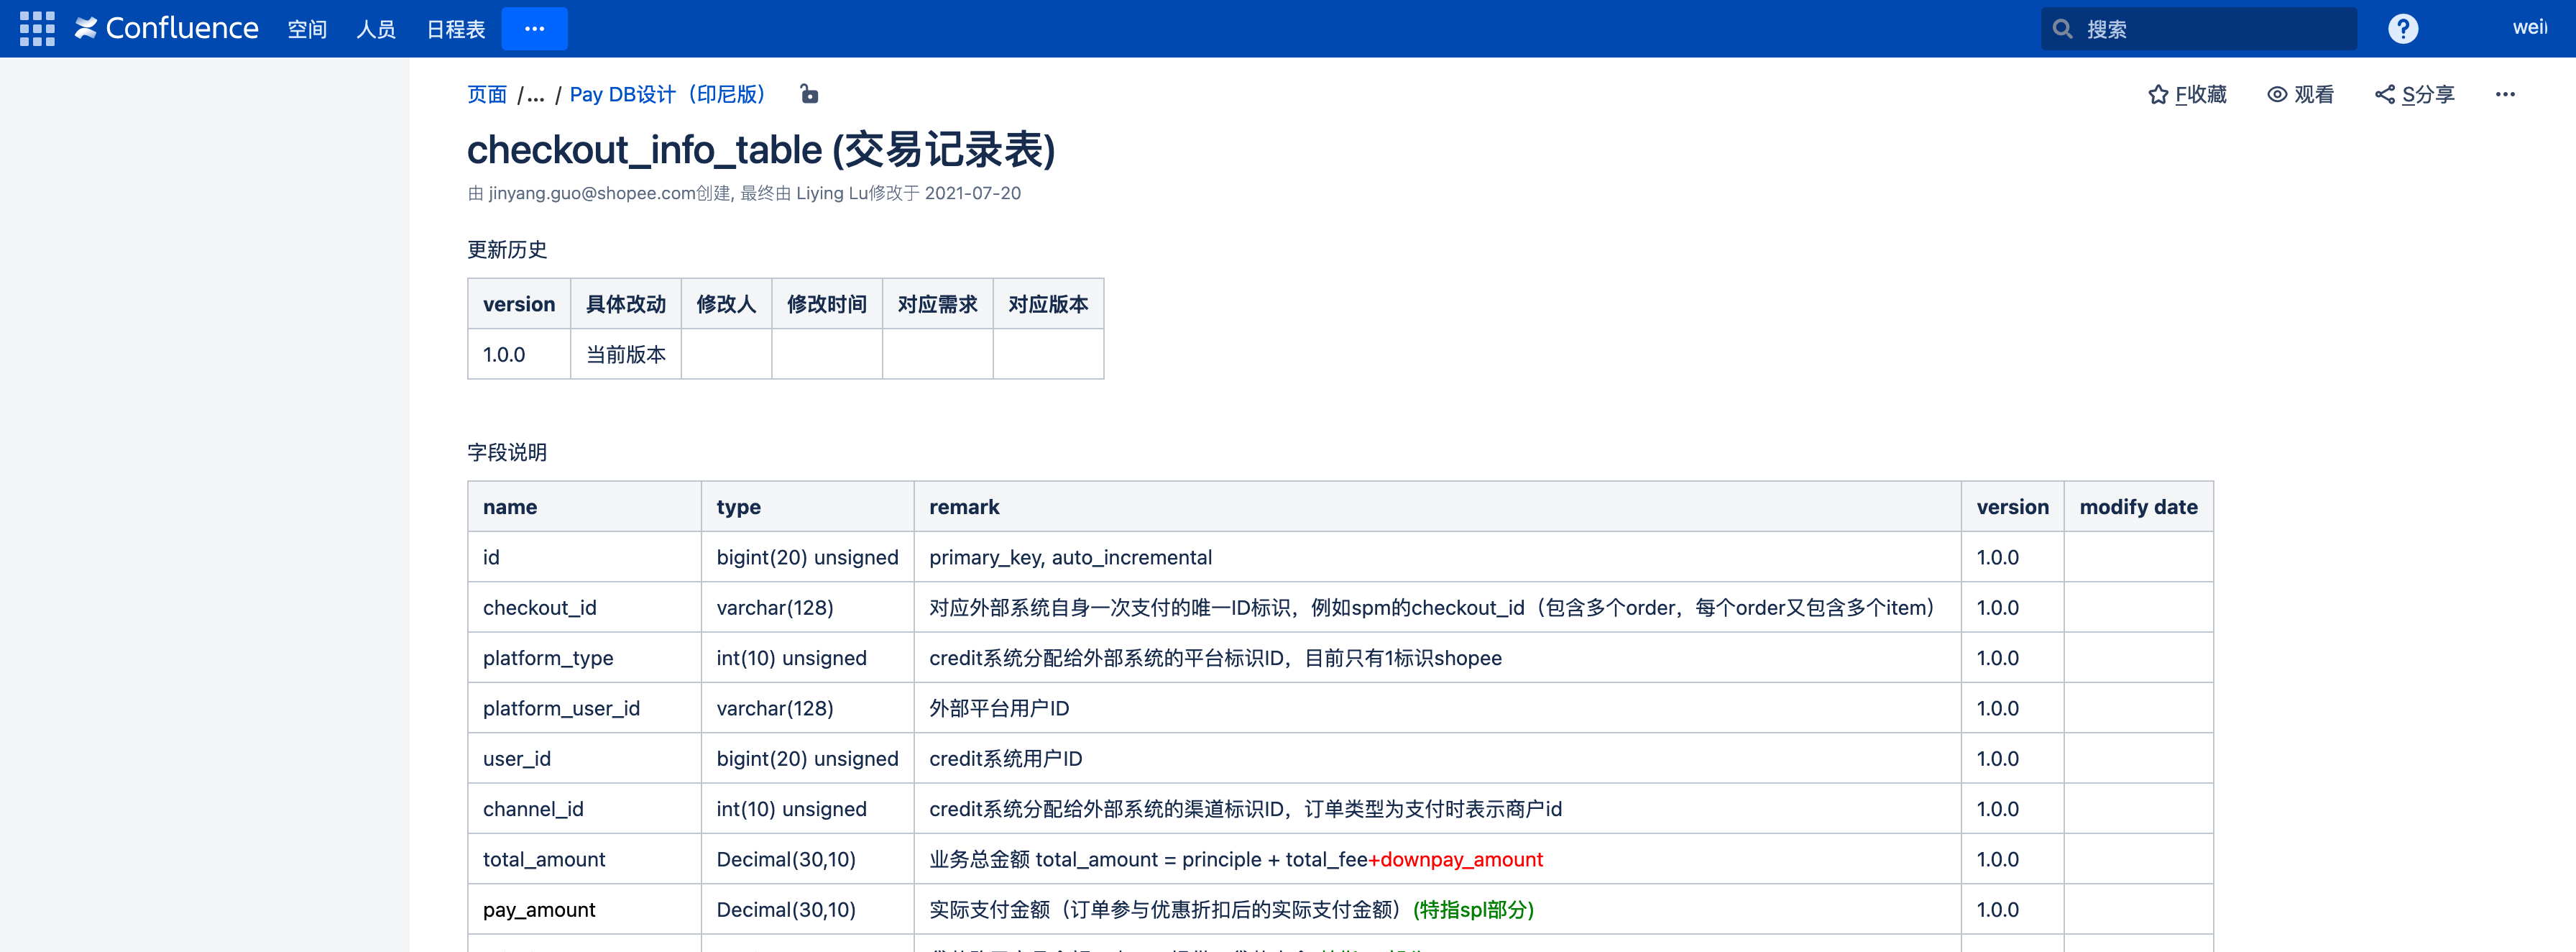 Confluence 空间 人员 日程表 ··· 搜索 ?
页面 /... / Pay DB设计（印尼版） F收藏 观看 S分享 ···
checkout_info_table (交易记录表)
由 jinyang.guo@shopee.com创建, 最终由 Liying Lu修改于 2021-07-20
更新历史
version 具体改动 修改人 修改时间 对应需求 对应版本
1.0.0 当前版本
字段说明
name type remark version modify date
id bigint(20) unsigned primary_key, auto_incremental 1.0.0
checkout_id varchar(128) 对应外部系统自身一次支付的唯一ID标识，例如spm的checkout_id（包含多个order，每个order又包含多个item） 1.0.0
platform_type int(10) unsigned credit系统分配给外部系统的平台标识ID，目前只有1标识shopee 1.0.0
platform_user_id varchar(128) 外部平台用户ID 1.0.0
user_id bigint(20) unsigned credit系统用户ID 1.0.0
channel_id int(10) unsigned credit系统分配给外部系统的渠道标识ID，订单类型为支付时表示商户id 1.0.0
total_amount Decimal(30,10) 业务总金额 total_amount = principle + total_fee+downpay_amount 1.0.0
pay_amount Decimal(30,10) 实际支付金额（订单参与优惠折扣后的实际支付金额）(特指spl部分) 1.0.0